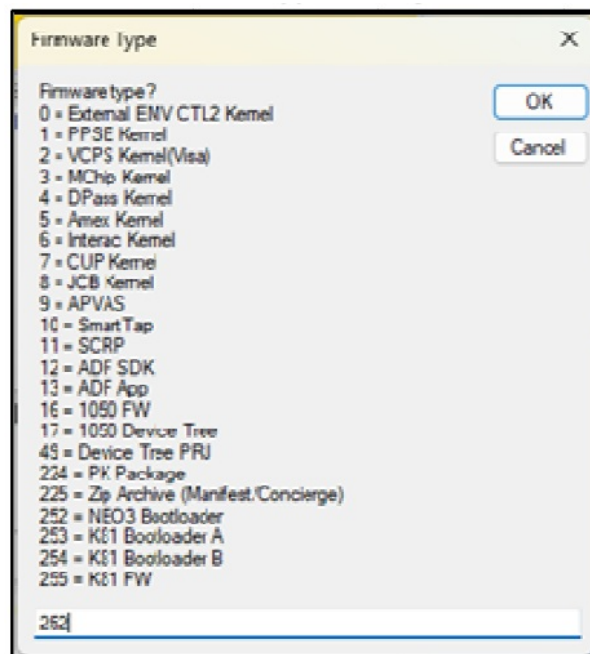 Firmware Type
Firmware type?
0 = External ENV CTL2 Kernel
1 = PPSE Kernel
2 = VCPS Kernel(Visa)
3 = MChip Kernel
4 = DPass Kernel
5 = Amex Kernel
6 = Interac Kernel
7 = CUP Kernel
8 = JCB Kernel
9 = APVAS
10 = SmartTap
11 = SCRP
12 = ADF SDK
13 = ADF App
16 = 1050 FW
17 = 1050 Device Tree
49 = Device Tree PRJ
224 = PK Package
225 = Zip Archive (Manifest/Concierge)
252 = NEO3 Bootloader
253 = K81 Bootloader A
254 = K81 Bootloader B
255 = K81 FW
252
OK
Cancel